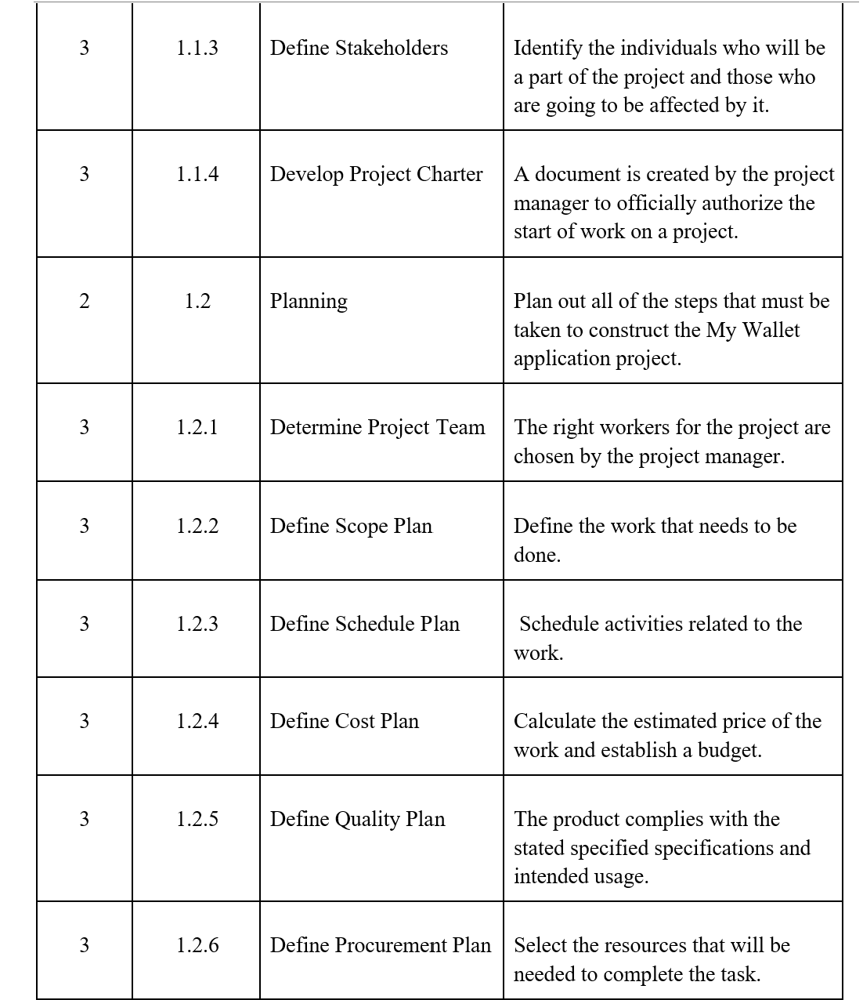 3 1.1.3 Define Stakeholders Identify the individuals who will be
a part of the project and those who
are going to be affected by it.
3 1.1.4 Develop Project Charter A document is created by the project
manager to officially authorize the
start of work on a project.
2 1.2 Planning Plan out all of the steps that must be
taken to construct the My Wallet
application project.
3 1.2.1 Determine Project Team The right workers for the project are
chosen by the project manager.
3 1.2.2 Define Scope Plan Define the work that needs to be
done.
3 1.2.3 Define Schedule Plan Schedule activities related to the
work.
3 1.2.4 Define Cost Plan Calculate the estimated price of the
work and establish a budget.
3 1.2.5 Define Quality Plan The product complies with the
stated specified specifications and
intended usage.
3 1.2.6 Define Procurement Plan Select the resources that will be
needed to complete the task.